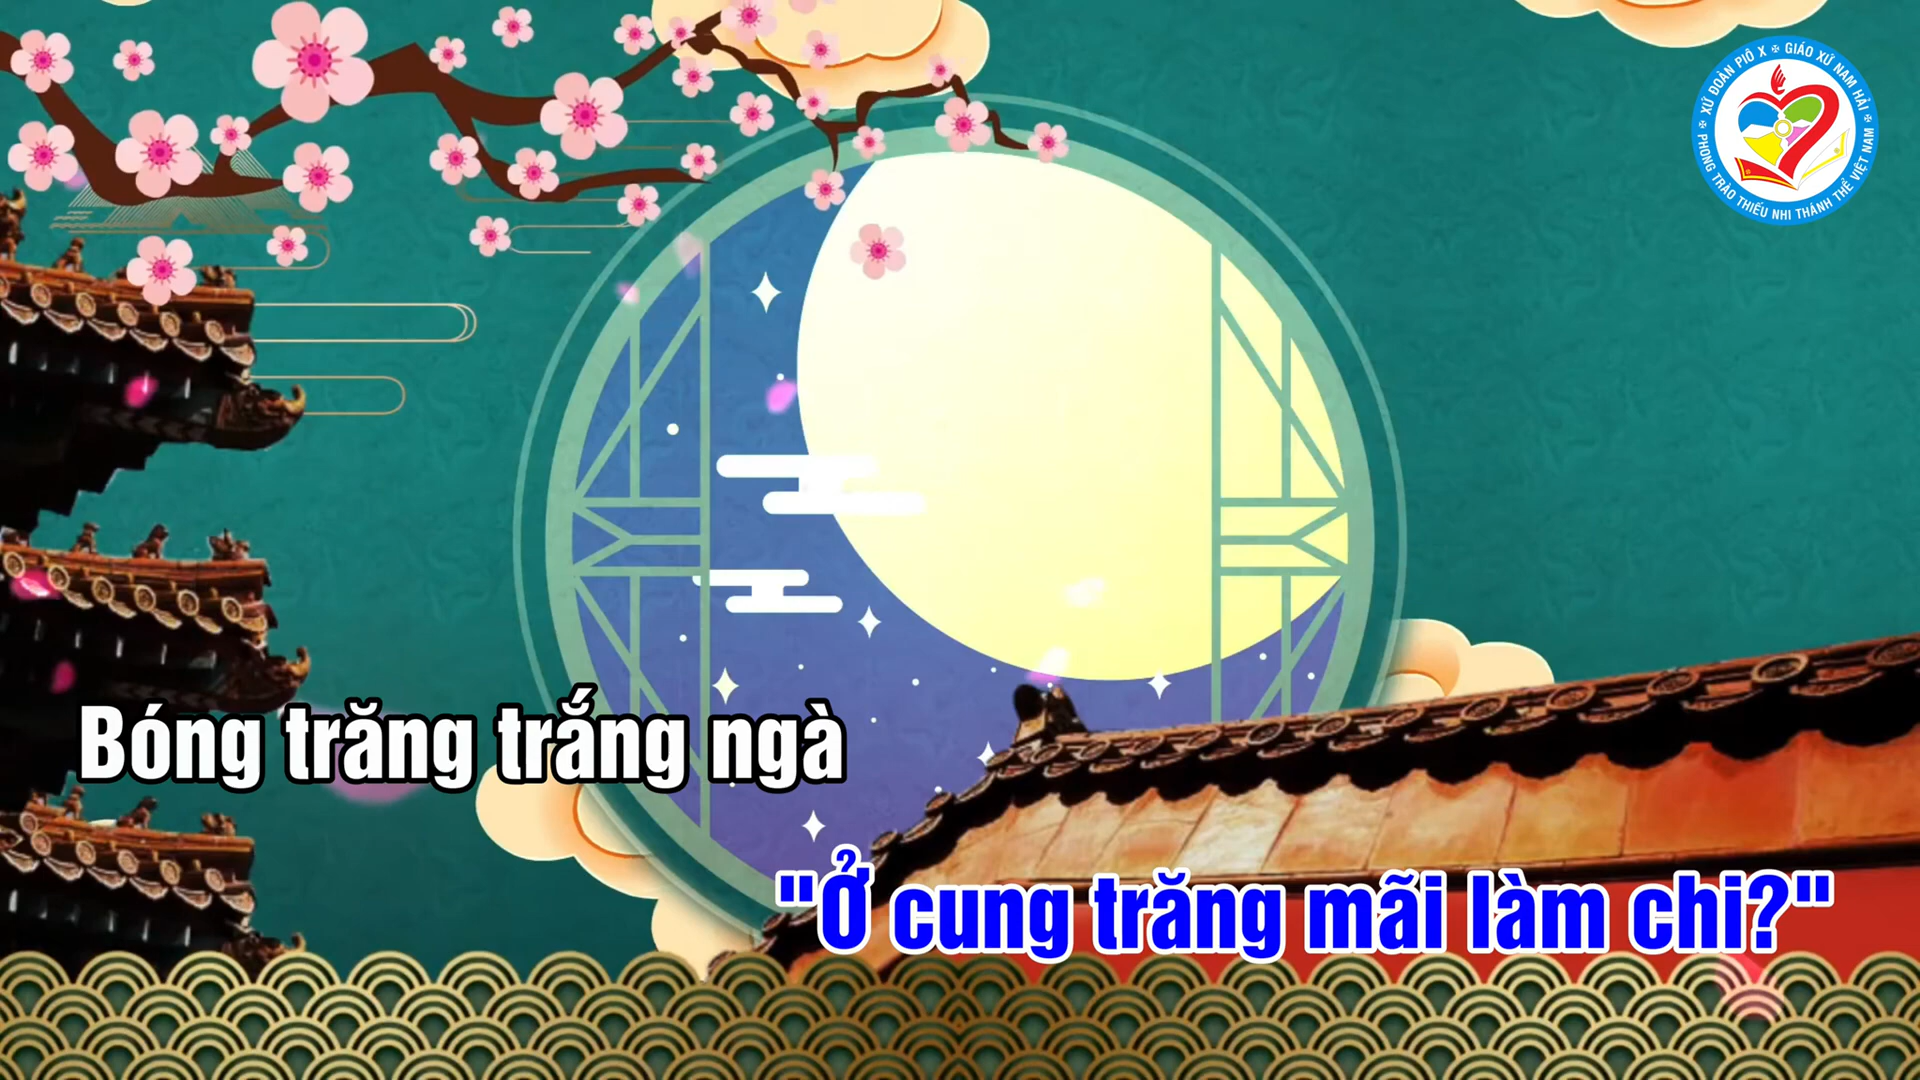 XỨ ĐOÀN PIÔ X ✠ GIÁO XỨ NAM HẢI
✠ PHONG TRÀO THIẾU NHI THÁNH THỂ VIỆT NAM ✠
Bóng trăng trắng ngà
"Ở cung trăng mãi làm chi?"